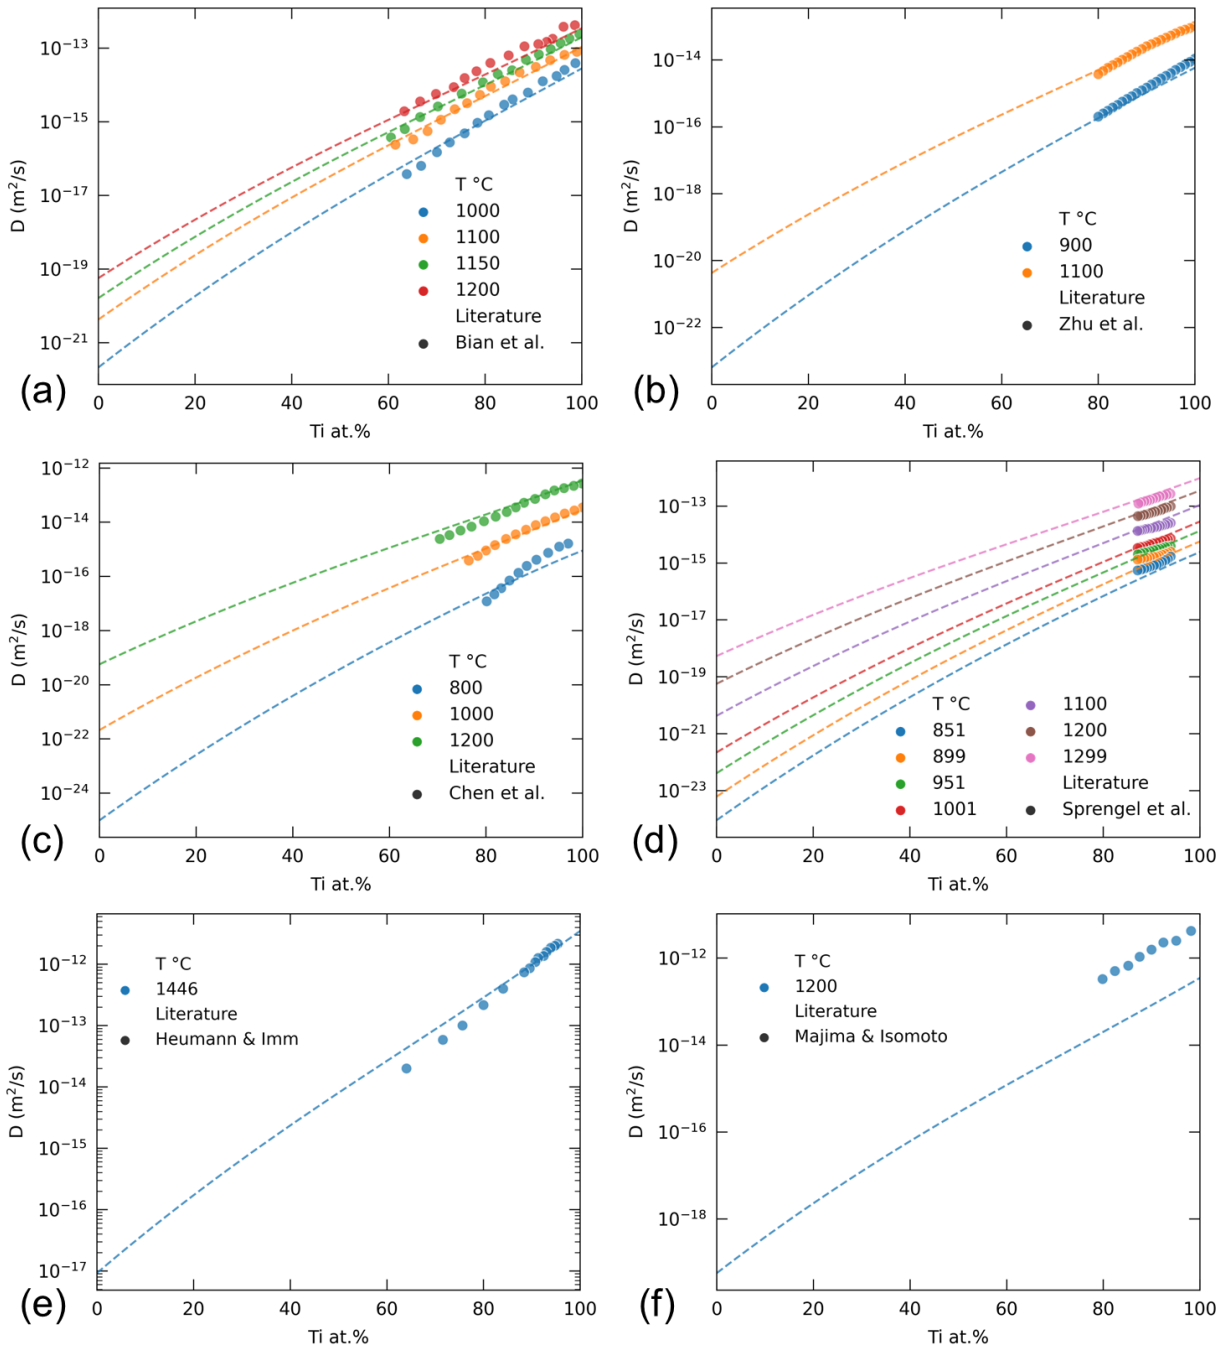 D (m²/s)
10⁻¹³
10⁻¹⁵
10⁻¹⁷
10⁻¹⁹
10⁻²¹
T °C
1000
1100
1150
1200
Literature
Bian et al.
0 20 40 60 80 100
Ti at.%
(a)
D (m²/s)
10⁻¹⁴
10⁻¹⁶
10⁻¹⁸
10⁻²⁰
10⁻²²
T °C
900
1100
Literature
Zhu et al.
0 20 40 60 80 100
Ti at.%
(b)
D (m²/s)
10⁻¹²
10⁻¹⁴
10⁻¹⁶
10⁻¹⁸
10⁻²⁰
10⁻²²
10⁻²⁴
T °C
800
1000
1200
Literature
Chen et al.
0 20 40 60 80 100
Ti at.%
(c)
D (m²/s)
10⁻¹³
10⁻¹⁵
10⁻¹⁷
10⁻¹⁹
10⁻²¹
10⁻²³
T °C
851
899
951
1001
1100
1200
1299
Literature
Sprengel et al.
0 20 40 60 80 100
Ti at.%
(d)
D (m²/s)
10⁻¹²
10⁻¹³
10⁻¹⁴
10⁻¹⁵
10⁻¹⁶
10⁻¹⁷
T °C
1446
Literature
Heumann & Imm
0 20 40 60 80 100
Ti at.%
(e)
D (m²/s)
10⁻¹²
10⁻¹⁴
10⁻¹⁶
10⁻¹⁸
T °C
1200
Literature
Majima & Isomoto
0 20 40 60 80 100
Ti at.%
(f)